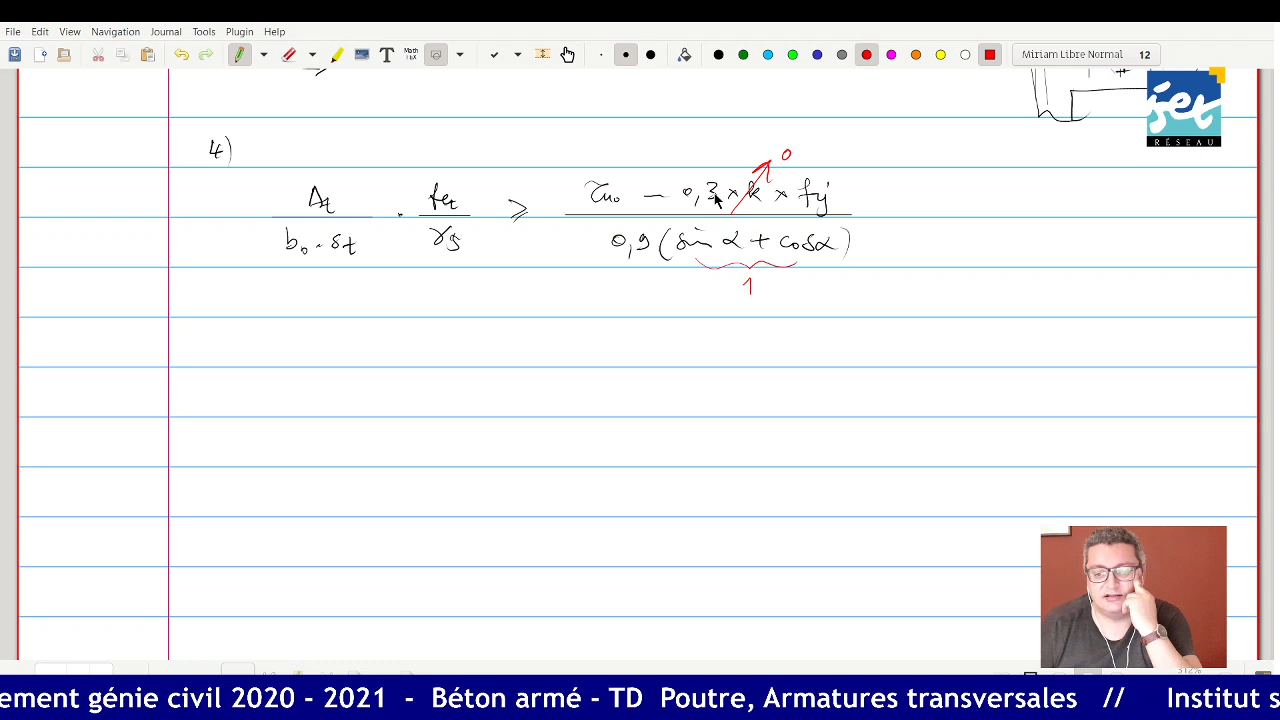 File Edit View Navigation Journal Tools Plugin Help
Miriam Libre Normal 12
iset
RÉSEAU
4)
0
At / b₀ · St · fet / γs ⩾ τu₀ − 0,3 × k × ftj / 0,9 (sin α + cos α)
1
ement génie civil 2020 - 2021 - Béton armé - TD Poutre, Armatures transversales // Institut s